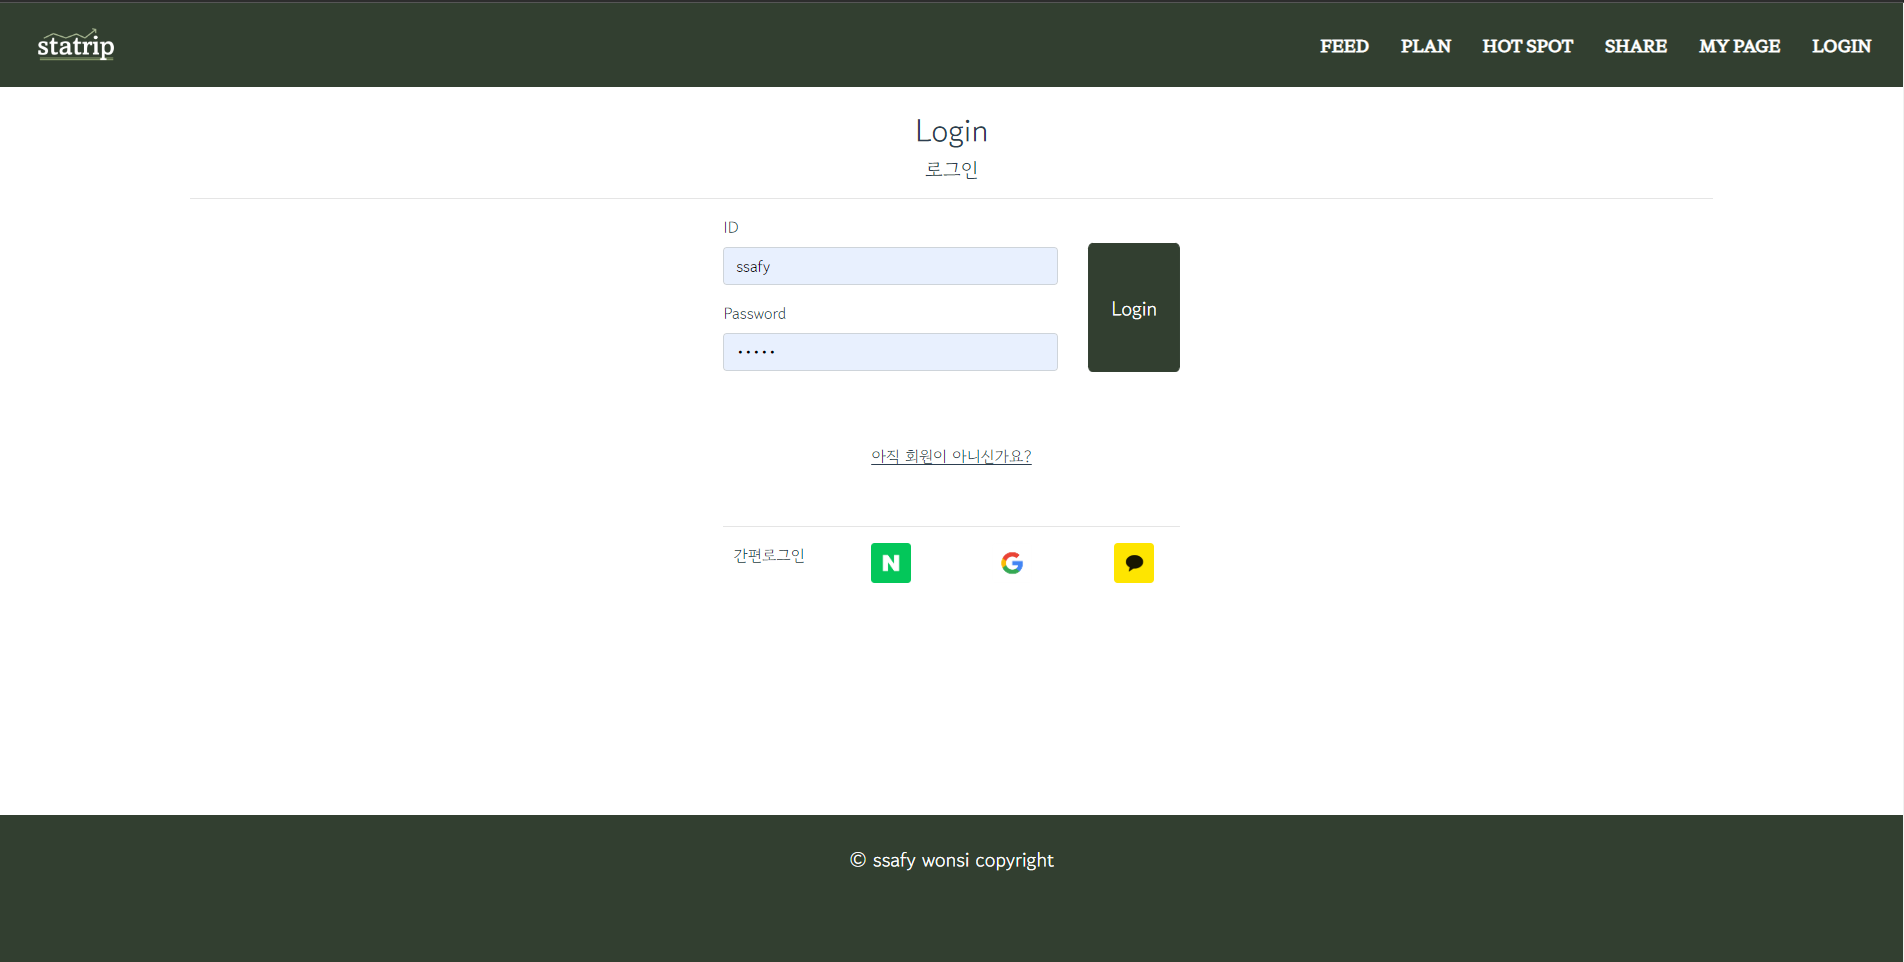 statrip
FEED PLAN HOT SPOT SHARE MY PAGE LOGIN
Login
로그인
ID
ssafy
Login
Password
•••••
아직 회원이 아니신가요?
간편로그인
N
G
© ssafy wonsi copyright